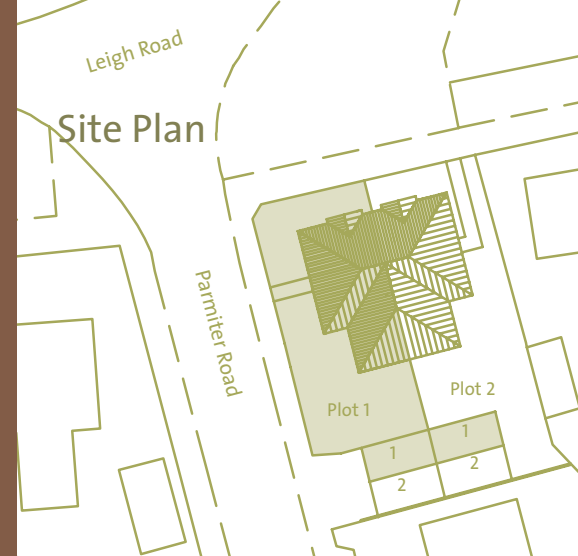 Leigh Road
Site Plan
Parmiter Road
Plot 2
Plot 1
1
1
2
2